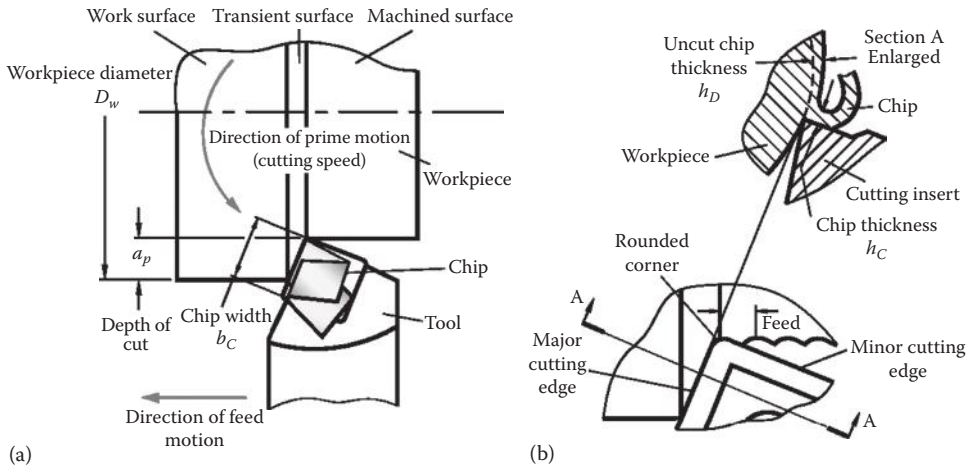 Work surface
Transient surface
Machined surface
Workpiece diameter
D_w
Direction of prime motion
(cutting speed)
Workpiece
a_p
Chip
Depth of
cut
Chip width
b_C
Tool
Direction of feed
motion
(a)
Section A
Enlarged
Uncut chip
thickness
h_D
Chip
Workpiece
Cutting insert
Chip thickness
h_C
Rounded
corner
A
Feed
Major
cutting
edge
Minor cutting
edge
A
(b)